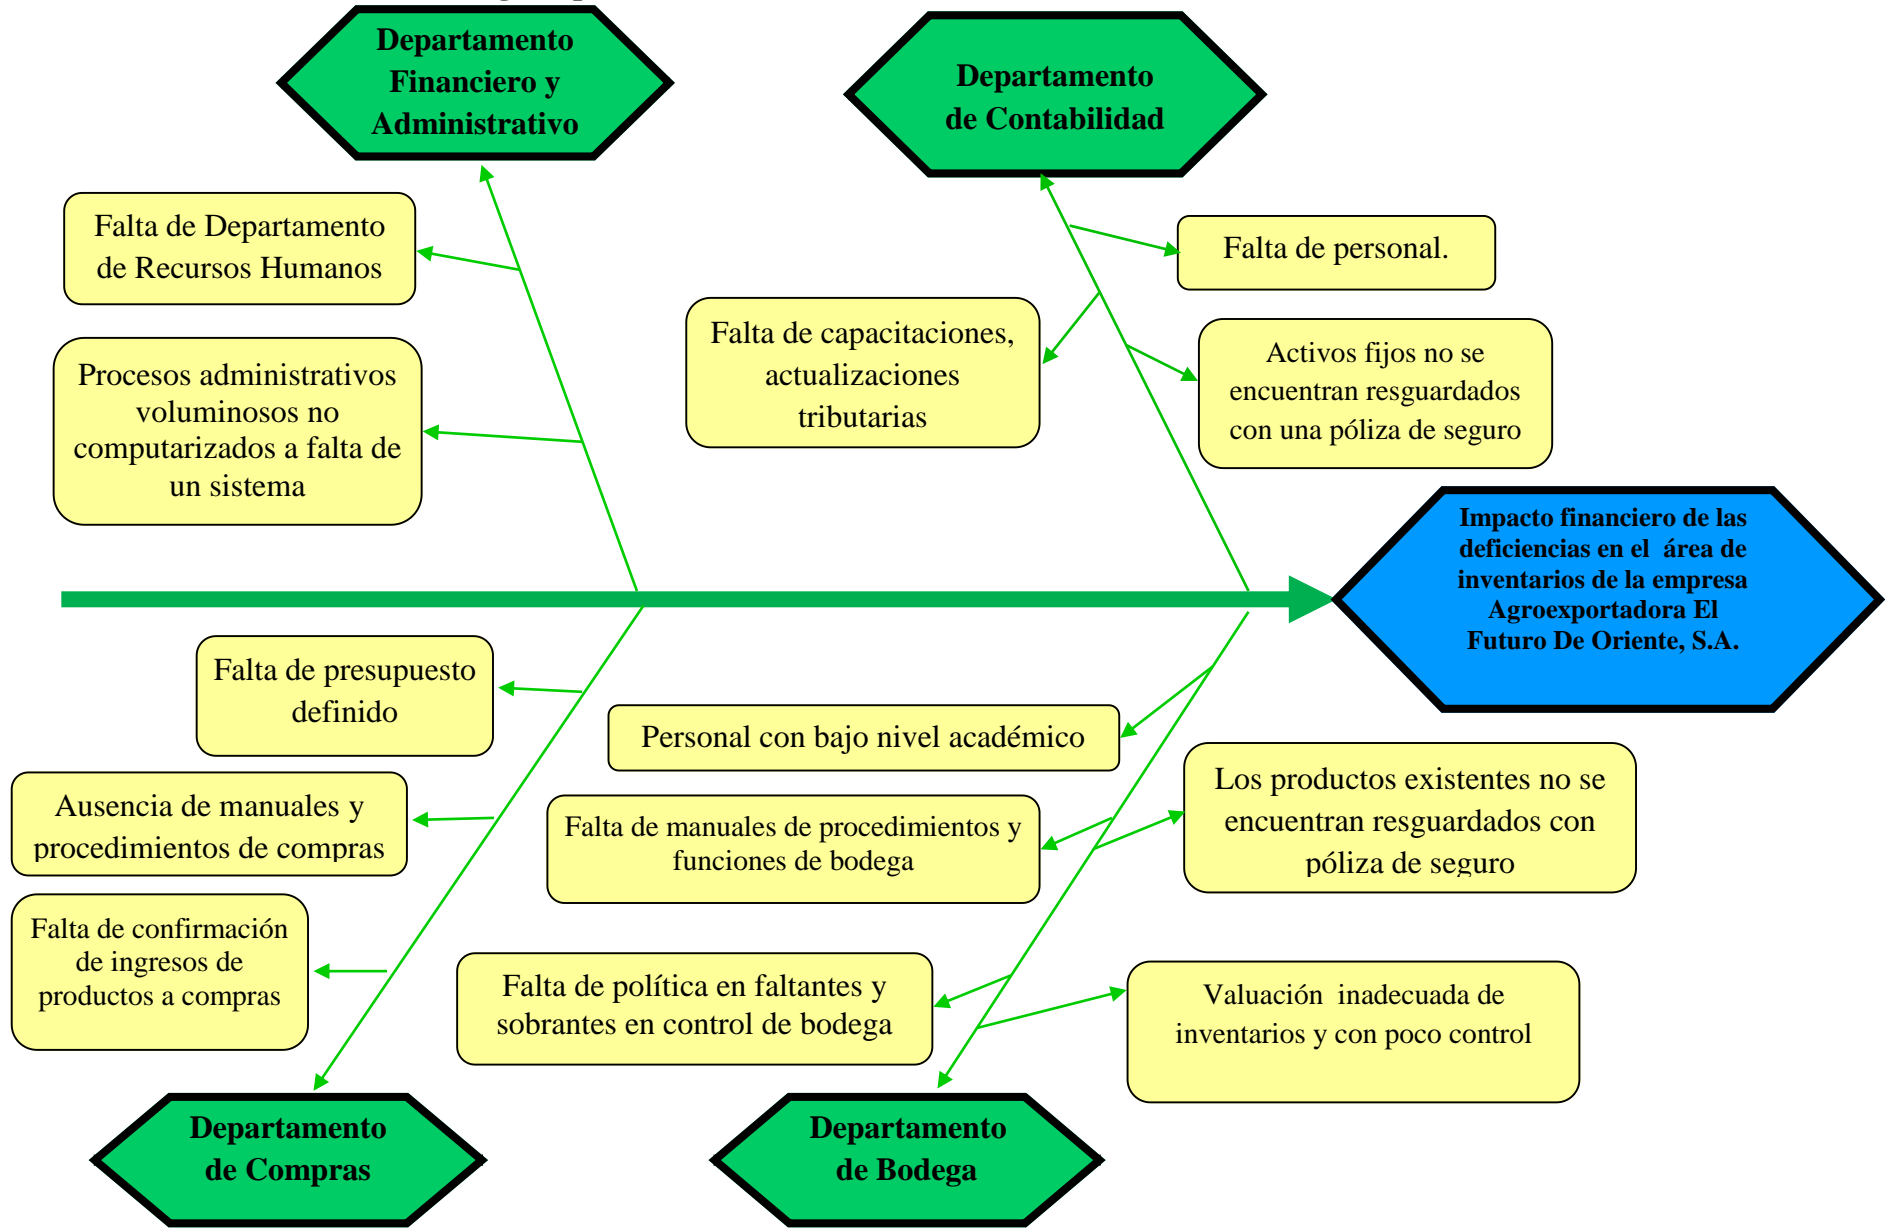 Departamento
Financiero y
Administrativo
Departamento
de Contabilidad
Falta de Departamento
de Recursos Humanos
Falta de personal.
Falta de capacitaciones,
actualizaciones
tributarias
Activos fijos no se
encuentran resguardados
con una póliza de seguro
Procesos administrativos
voluminosos no
computarizados a falta de
un sistema
Impacto financiero de las
deficiencias en el área de
inventarios de la empresa
Agroexportadora El
Futuro De Oriente, S.A.
Falta de presupuesto
definido
Personal con bajo nivel académico
Ausencia de manuales y
procedimientos de compras
Falta de manuales de procedimientos y
funciones de bodega
Los productos existentes no se
encuentran resguardados con
póliza de seguro
Falta de confirmación
de ingresos de
productos a compras
Falta de política en faltantes y
sobrantes en control de bodega
Valuación inadecuada de
inventarios y con poco control
Departamento
de Compras
Departamento
de Bodega